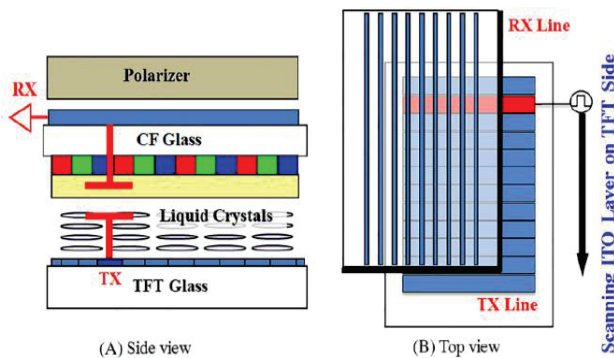 Polarizer
RX
CF Glass
Liquid Crystals
TX
TFT Glass
(A) Side view
RX Line
TX Line
(B) Top view
Scanning ITO Layer on TFT Side